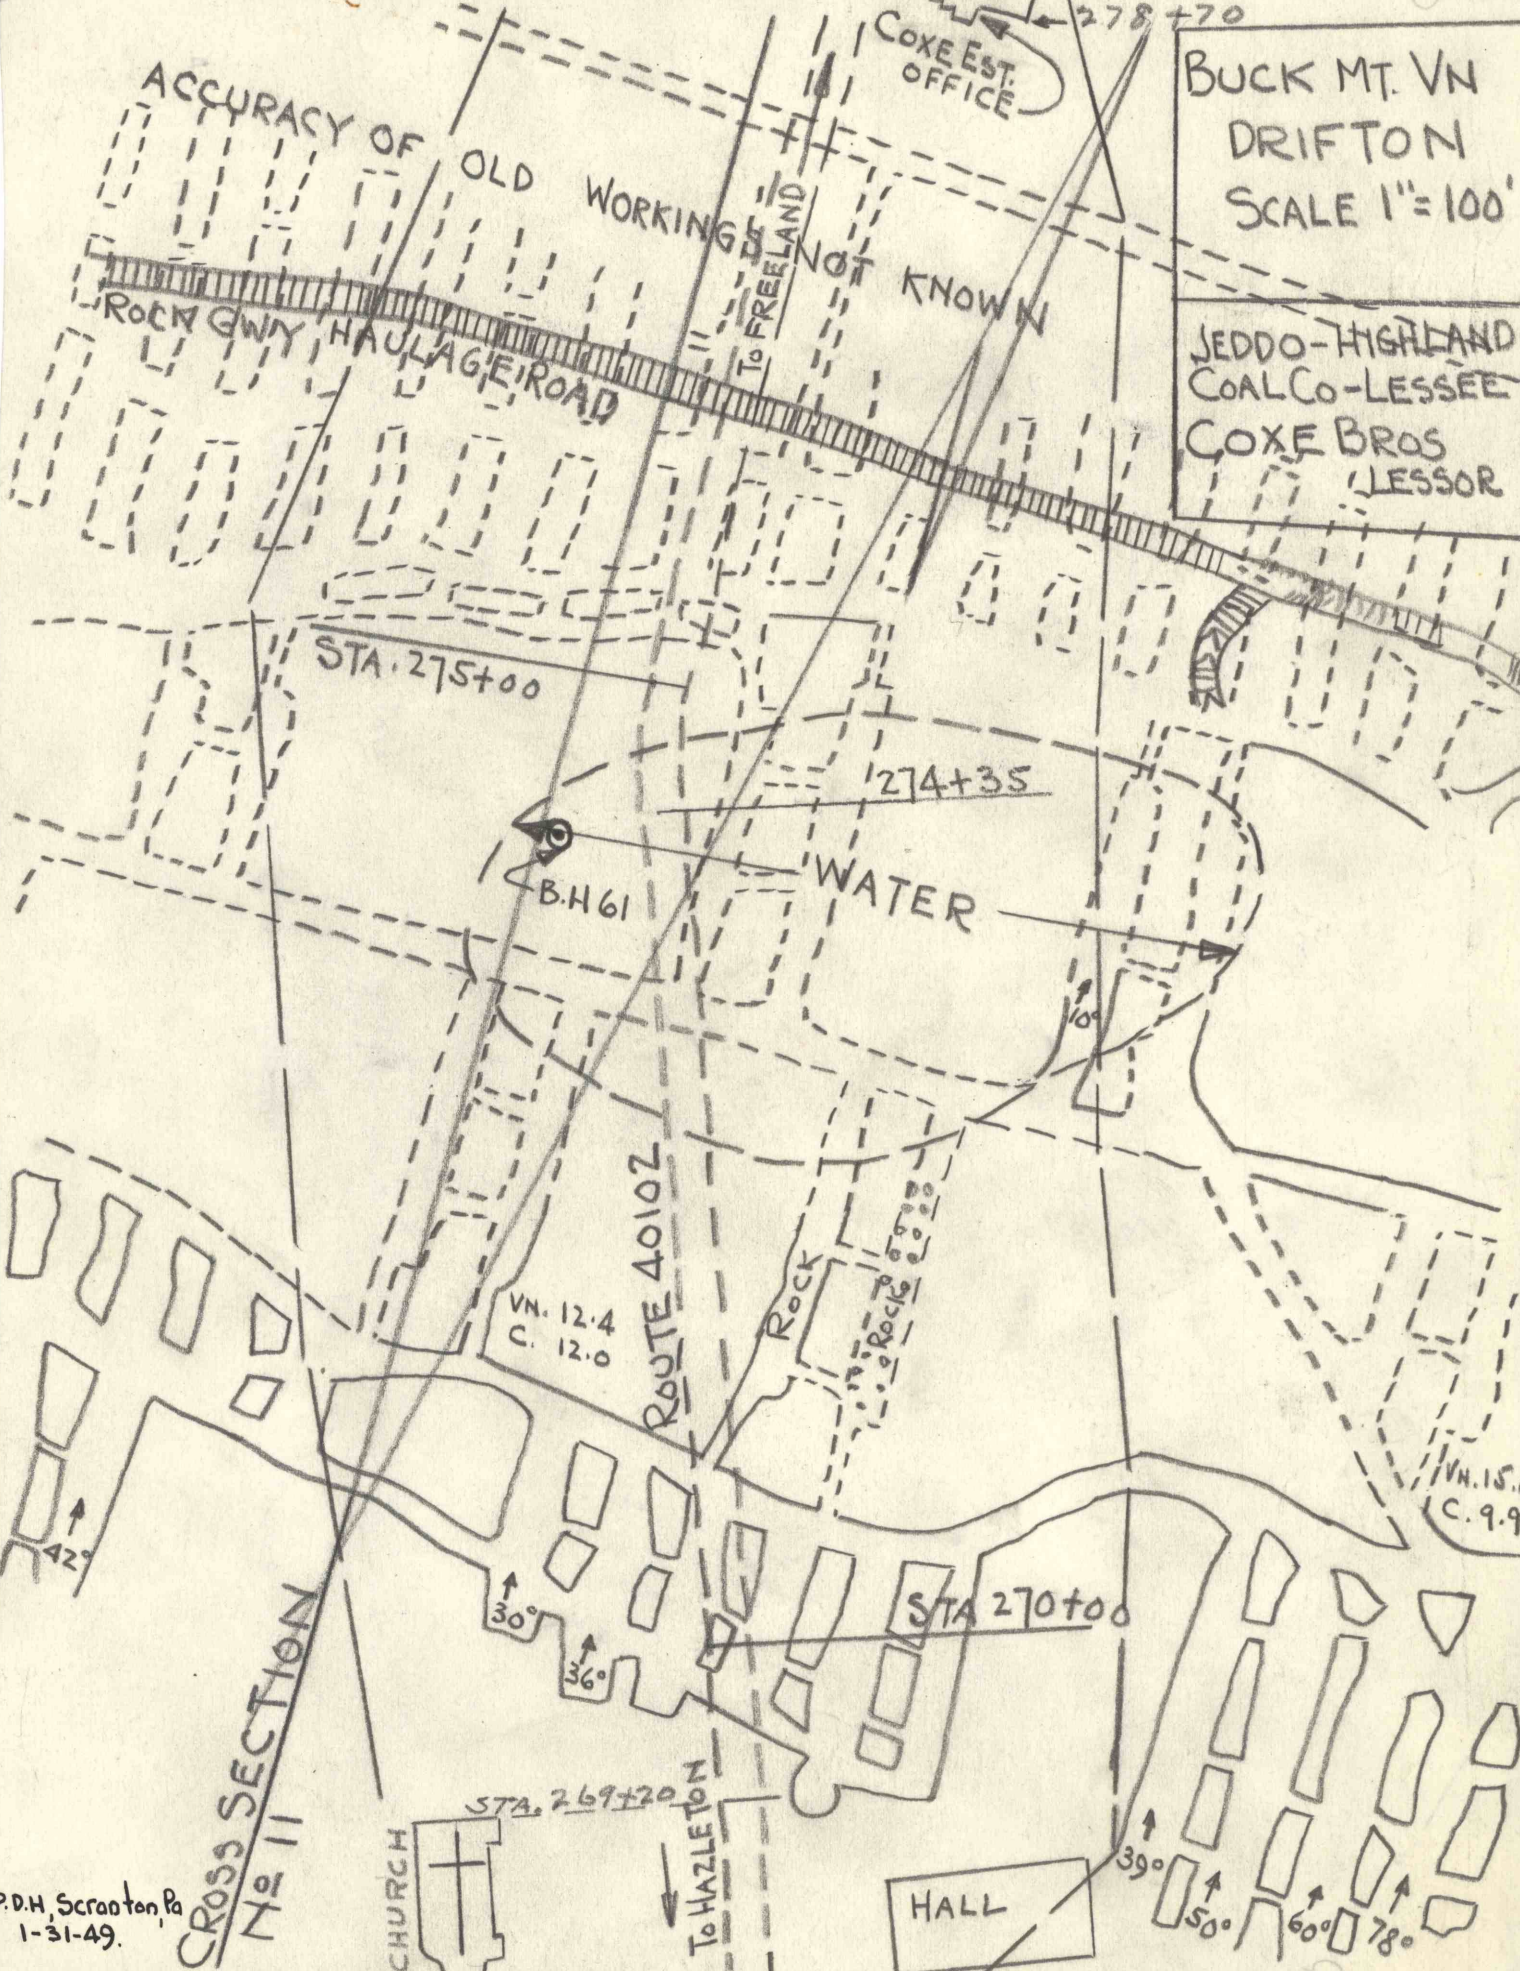 278+70
COXE EST.
OFFICE
BUCK MT. VN
DRIFTON
SCALE 1"=100'
JEDDO-HIGHLAND
COAL CO-LESSEE
COXE BROS
LESSOR
ACCURACY OF OLD WORKINGS NOT KNOWN
TO FREELAND
ROCK GWY HAULAGE ROAD
STA. 275+00
274+35
WATER
B.H 61
10°
ROUTE 40102
VN. 12.4
C. 12.0
ROCK
ROCK
VN. 15.
C. 9.9
42°
30°
36°
STA 270+00
CROSS SECTION
No 11
STA. 269+20
TO HAZLETON
CHURCH
HALL
39°
50°
60°
78°
P.D.H, Scranton, Pa
1-31-49.